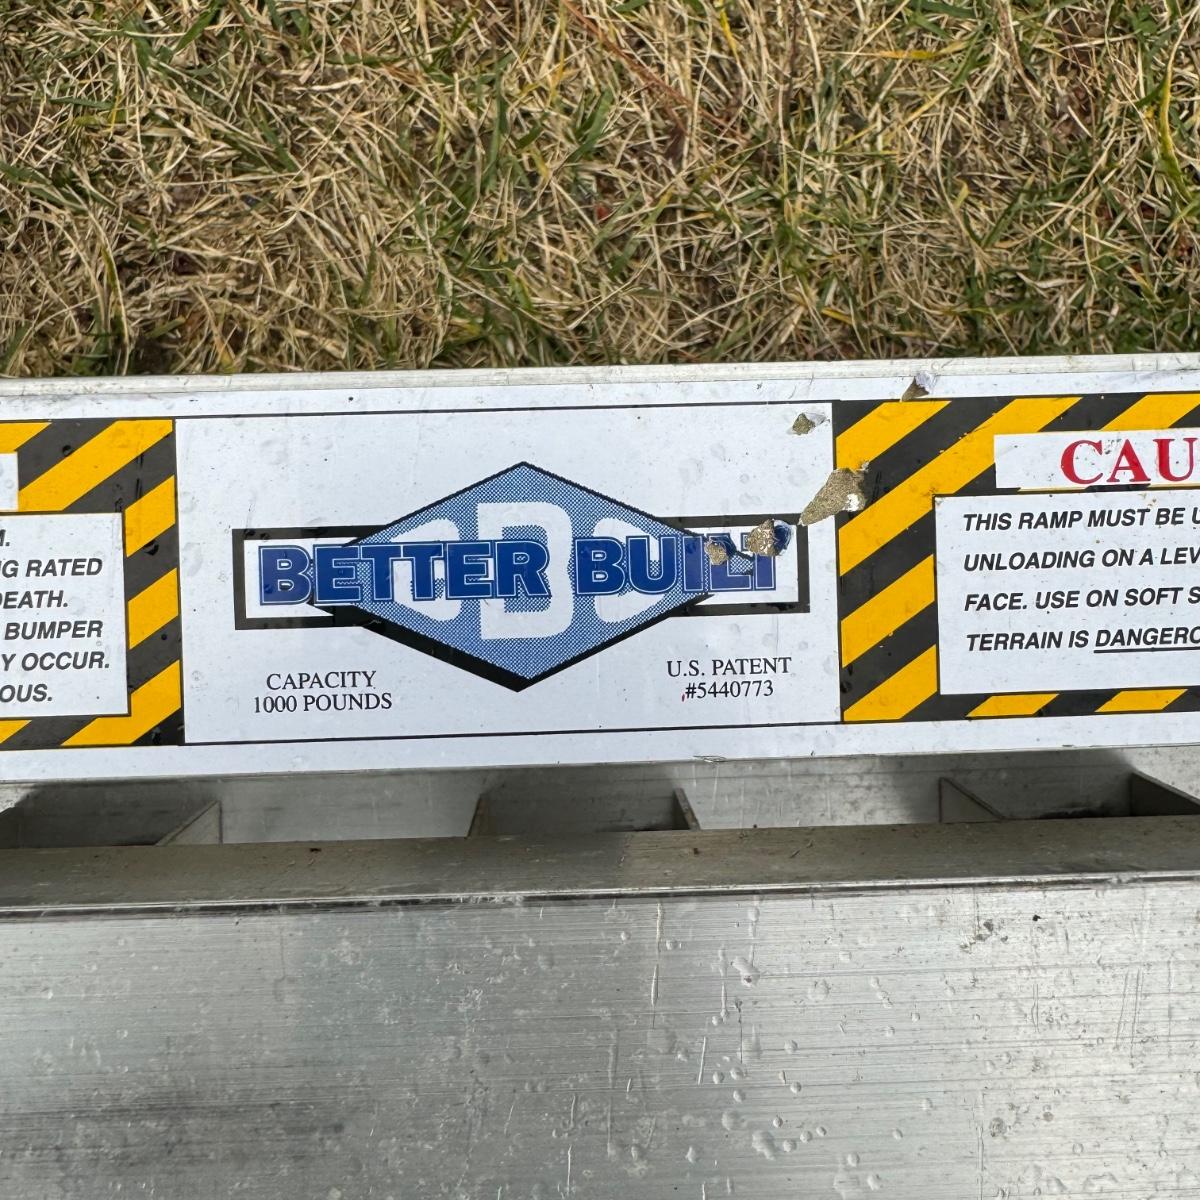 M.
NG RATED
DEATH.
BUMPER
Y OCCUR.
OUS.
BETTER BUILT
CAPACITY
1000 POUNDS
U.S. PATENT
#5440773
CAU
THIS RAMP MUST BE U
UNLOADING ON A LEV
FACE. USE ON SOFT S
TERRAIN IS DANGERO